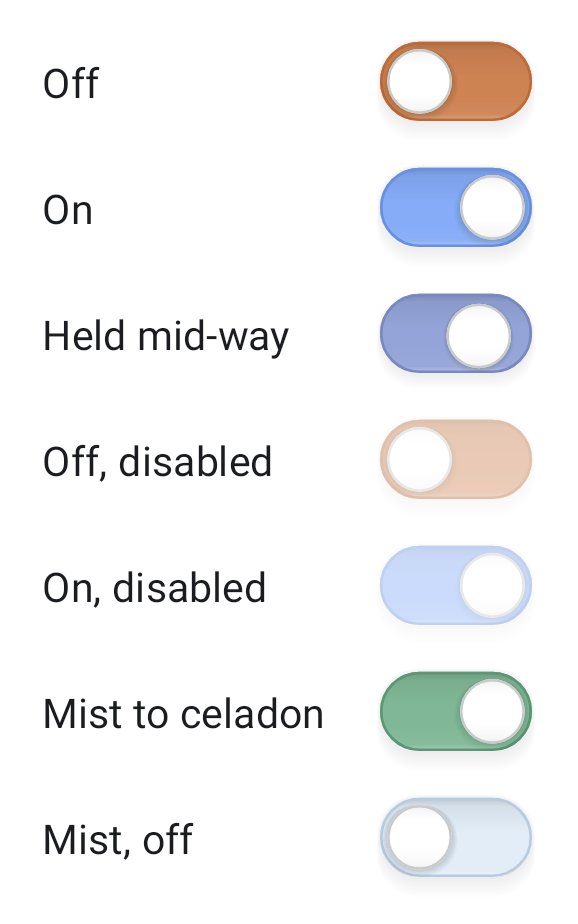 Off
On
Held mid-way
Off, disabled
On, disabled
Mist to celadon
Mist, off